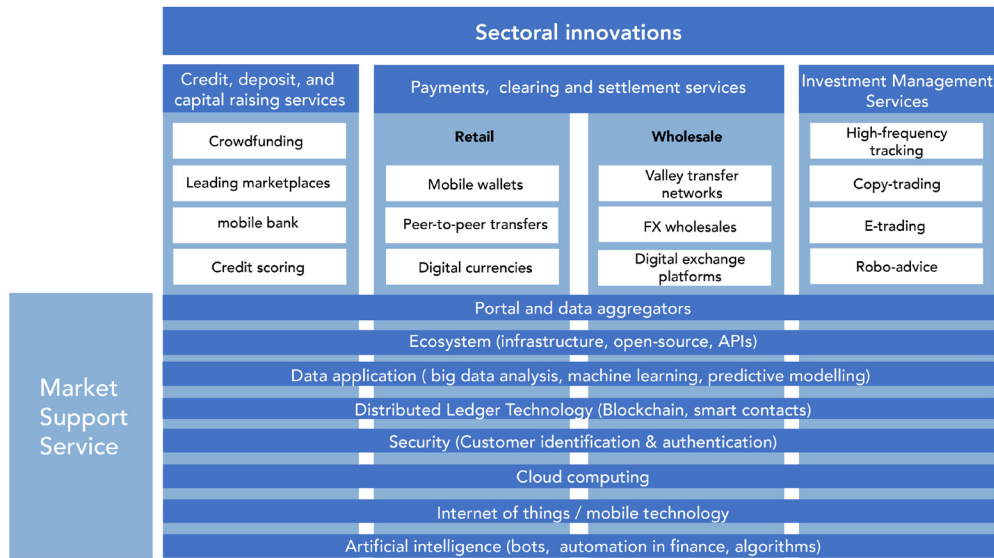 Sectoral innovations
Credit, deposit, and
capital raising services
Crowdfunding
Leading marketplaces
mobile bank
Credit scoring
Payments, clearing and settlement services
Retail
Mobile wallets
Peer-to-peer transfers
Digital currencies
Wholesale
Valley transfer
networks
FX wholesales
Digital exchange
platforms
Investment Management
Services
High-frequency
tracking
Copy-trading
E-trading
Robo-advice
Market
Support
Service
Portal and data aggregators
Ecosystem (infrastructure, open-source, APIs)
Data application ( big data analysis, machine learning, predictive modelling)
Distributed Ledger Technology (Blockchain, smart contacts)
Security (Customer identification & authentication)
Cloud computing
Internet of things / mobile technology
Artificial intelligence (bots, automation in finance, algorithms)